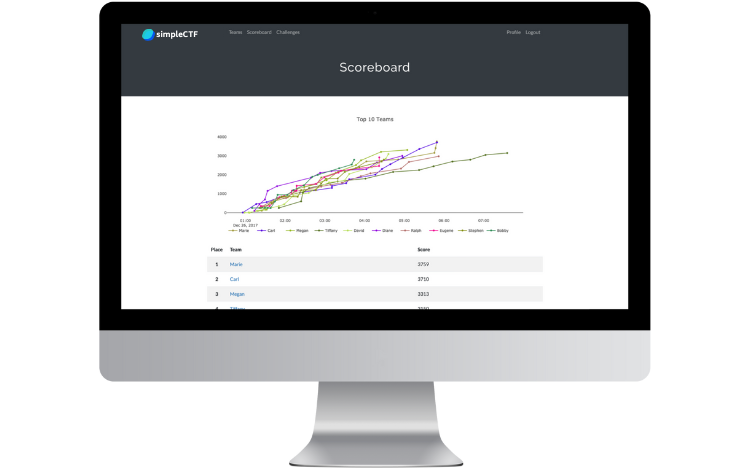 simpleCTF
Teams Scoreboard Challenges
Profile Logout
Scoreboard
Top 10 Teams
4000
3000
2000
1000
0
01:00 02:00 03:00 04:00 05:00 06:00 07:00
Dec 26, 2017
Marie Carl Megan Tiffany David Diane Ralph Eugene Stephen Bobby
Place Team Score
1 Marie 3759
2 Carl 3710
3 Megan 3313
4 Tiffany